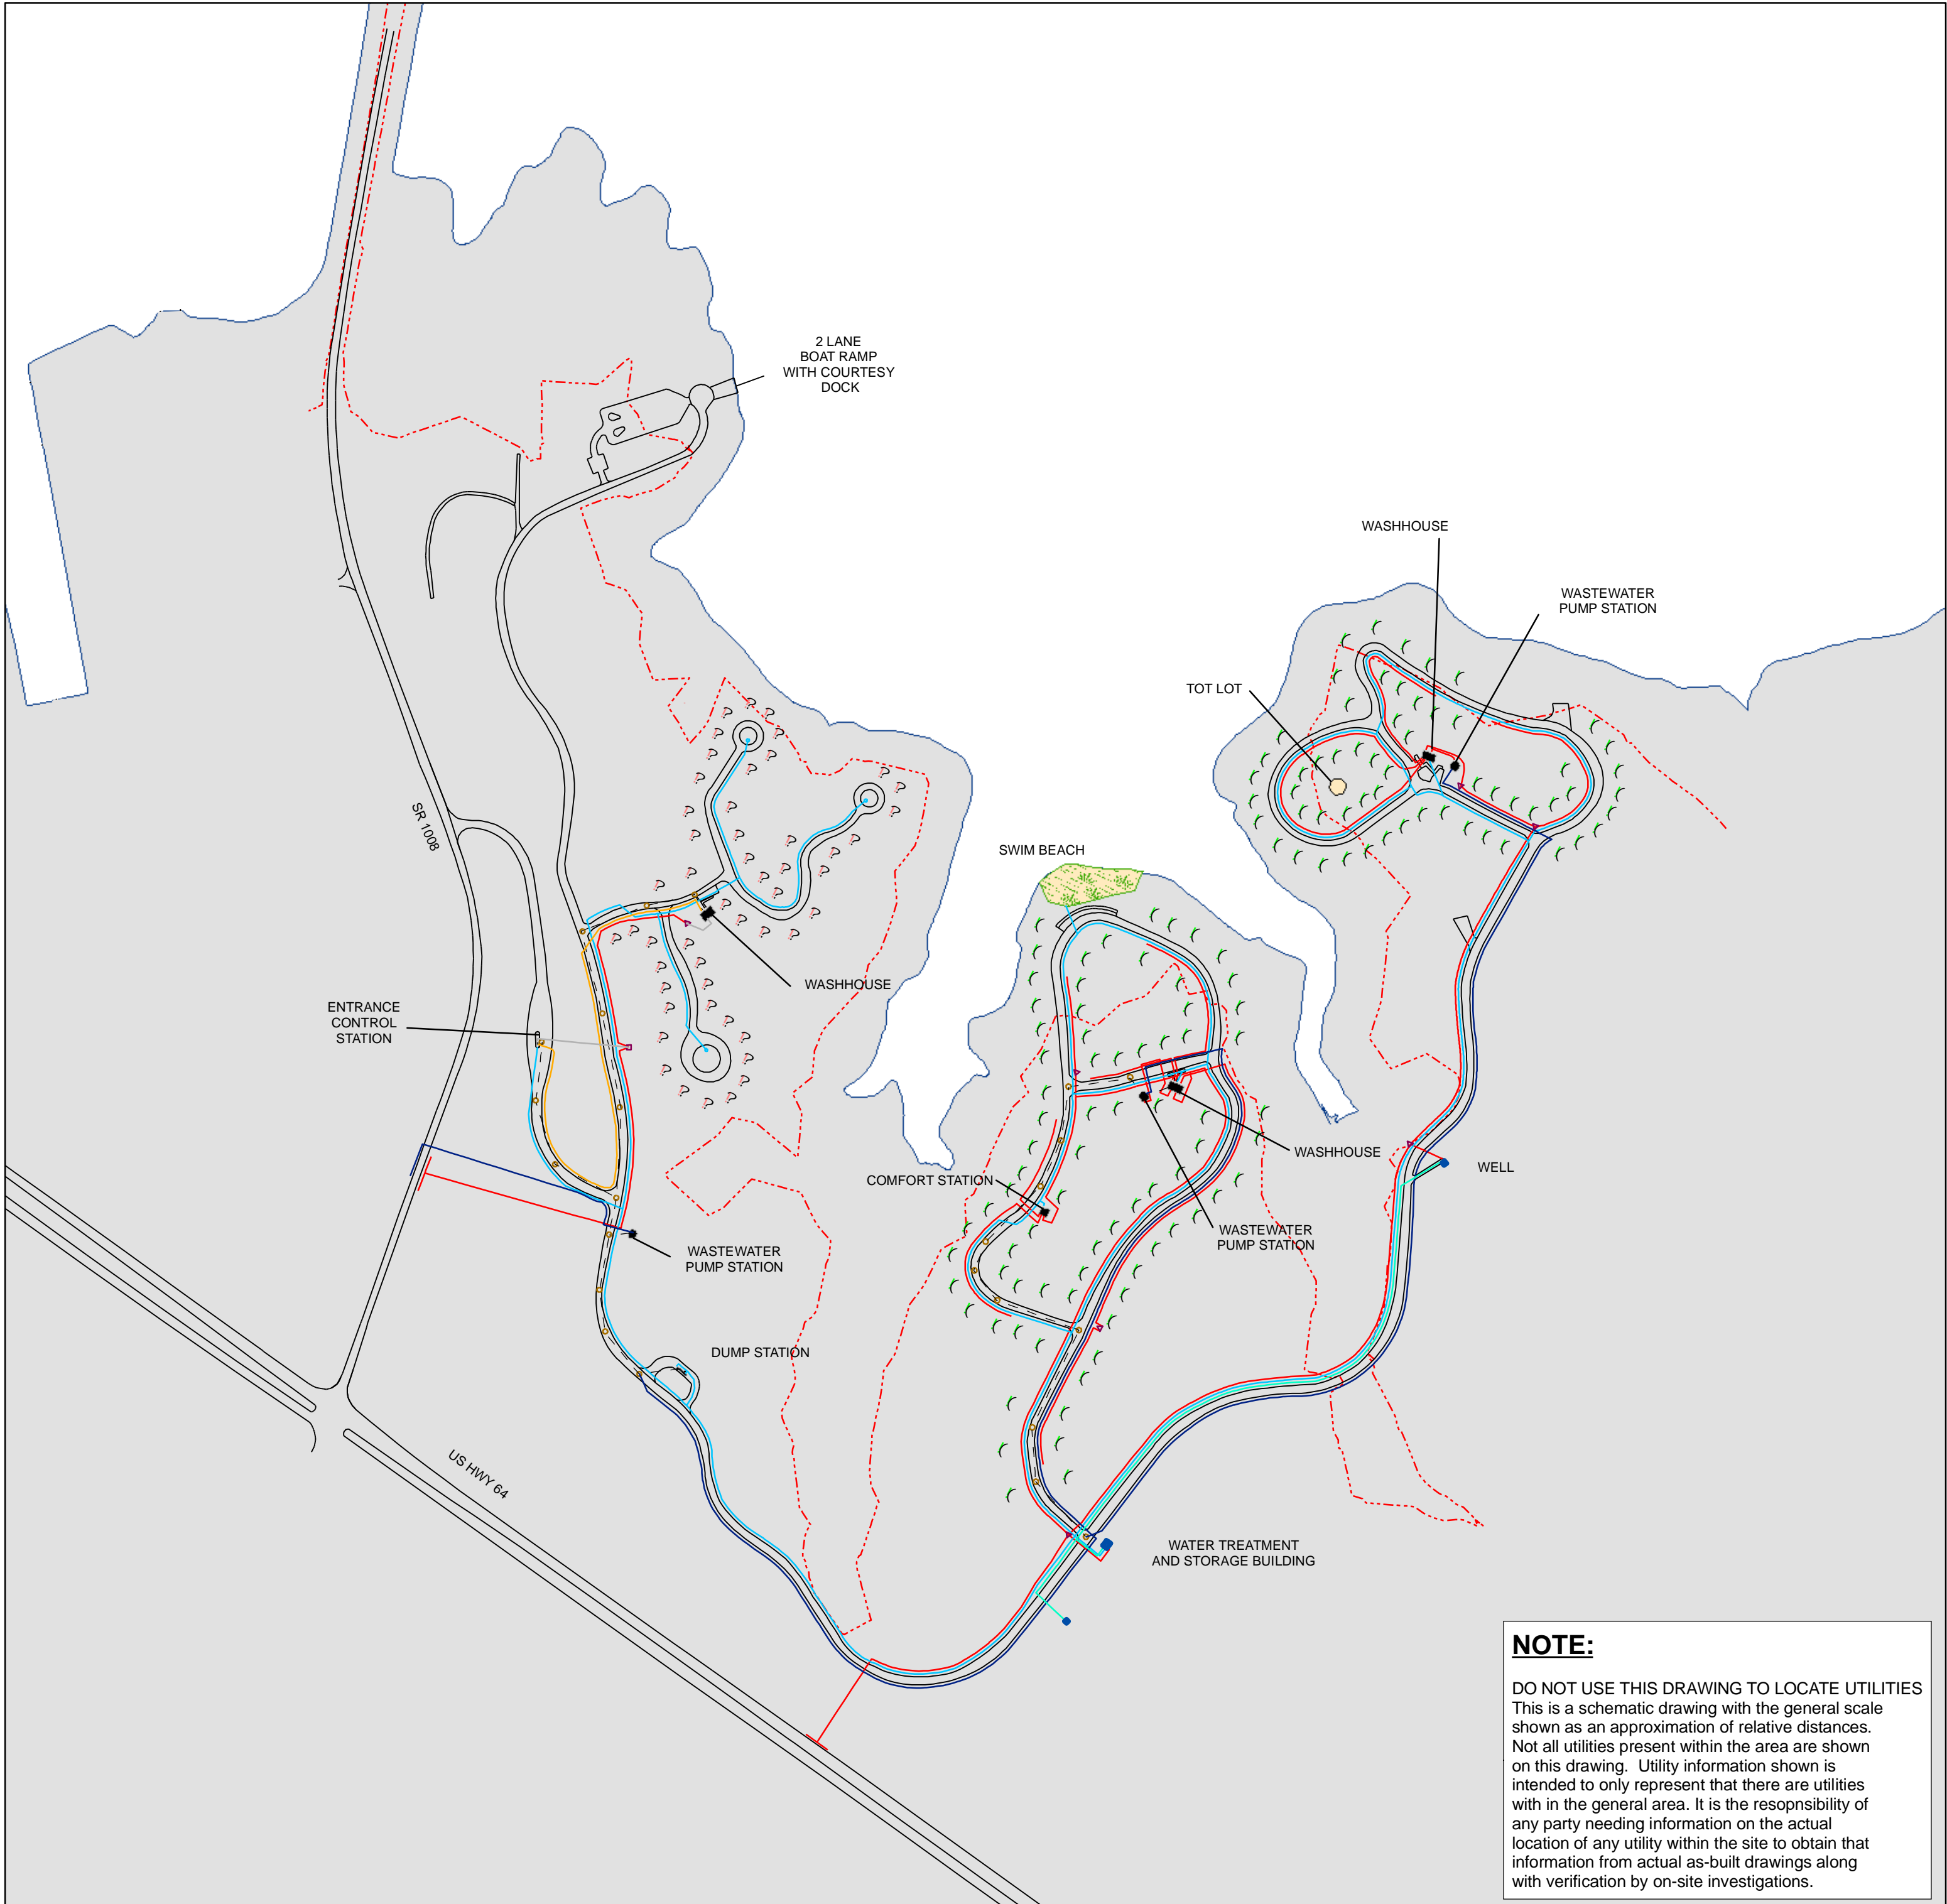 2 LANE
BOAT RAMP
WITH COURTESY
DOCK
WASHHOUSE
WASTEWATER
PUMP STATION
TOT LOT
SR 1008
SWIM BEACH
WASHHOUSE
ENTRANCE
CONTROL
STATION
WASHHOUSE
WELL
COMFORT STATION
WASTEWATER
PUMP STATION
WASTEWATER
PUMP STATION
DUMP STATION
US HWY 64
WATER TREATMENT
AND STORAGE BUILDING
NOTE:
DO NOT USE THIS DRAWING TO LOCATE UTILITIES
This is a schematic drawing with the general scale
shown as an approximation of relative distances.
Not all utilities present within the area are shown
on this drawing.  Utility information shown is
intended to only represent that there are utilities
with in the general area. It is the resopnsibility of
any party needing information on the actual
location of any utility within the site to obtain that
information from actual as-built drawings along
with verification by on-site investigations.